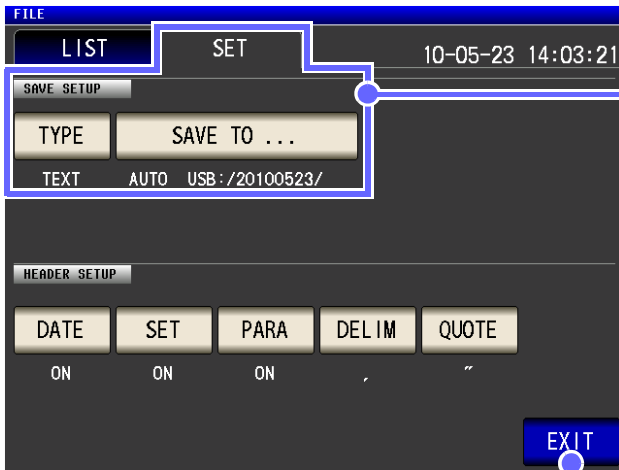 FILE
LIST SET 10-05-23 14:03:21
SAVE SETUP
TYPE SAVE TO ...
TEXT AUTO USB:/20100523/
HEADER SETUP
DATE SET PARA DELIM QUOTE
ON ON ON , ″
EXIT